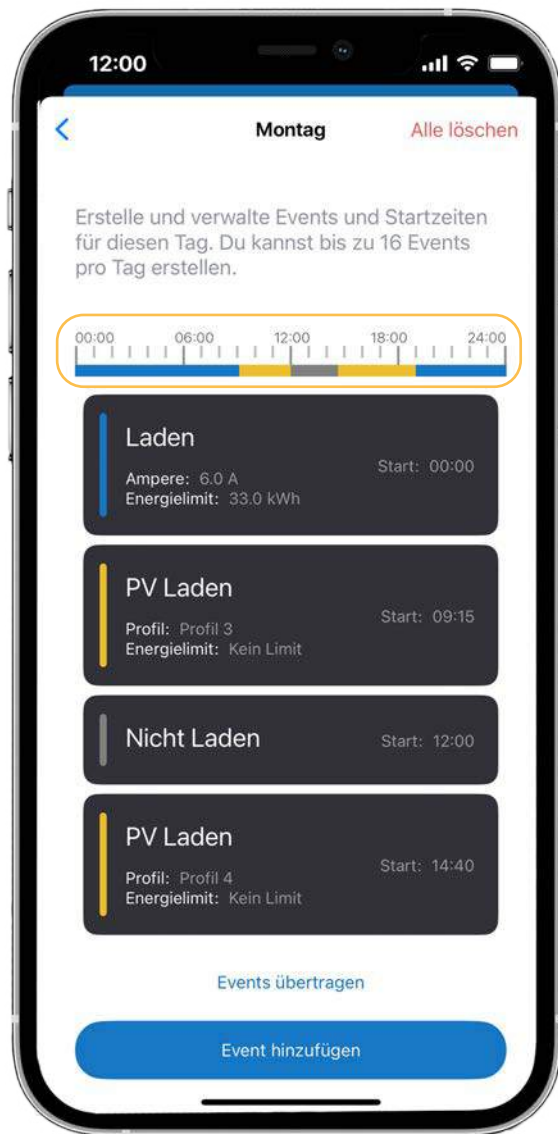 12:00
Montag
Alle löschen
Erstelle und verwalte Events und Startzeiten
für diesen Tag. Du kannst bis zu 16 Events
pro Tag erstellen.
00:00 06:00 12:00 18:00 24:00
Laden
Start: 00:00
Ampere: 6.0 A
Energielimit: 33.0 kWh
PV Laden
Start: 09:15
Profil: Profil 3
Energielimit: Kein Limit
Nicht Laden
Start: 12:00
PV Laden
Start: 14:40
Profil: Profil 4
Energielimit: Kein Limit
Events übertragen
Event hinzufügen